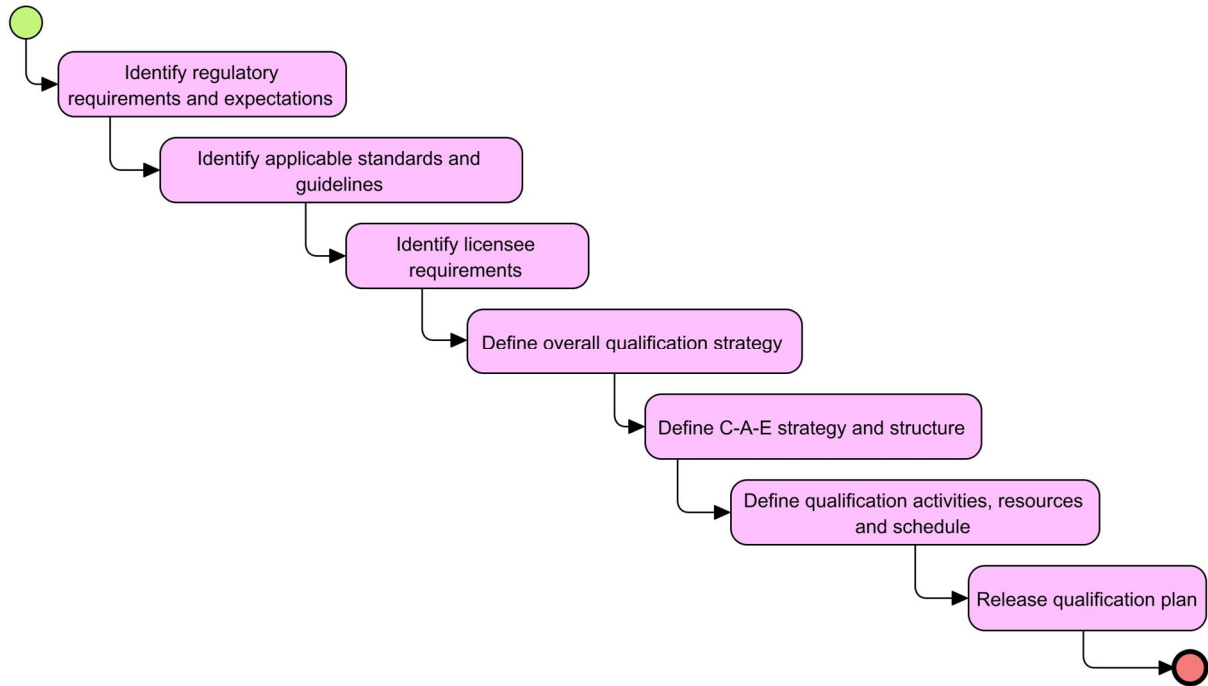 Identify regulatory
requirements and expectations
Identify applicable standards and
guidelines
Identify licensee
requirements
Define overall qualification strategy
Define C-A-E strategy and structure
Define qualification activities, resources
and schedule
Release qualification plan